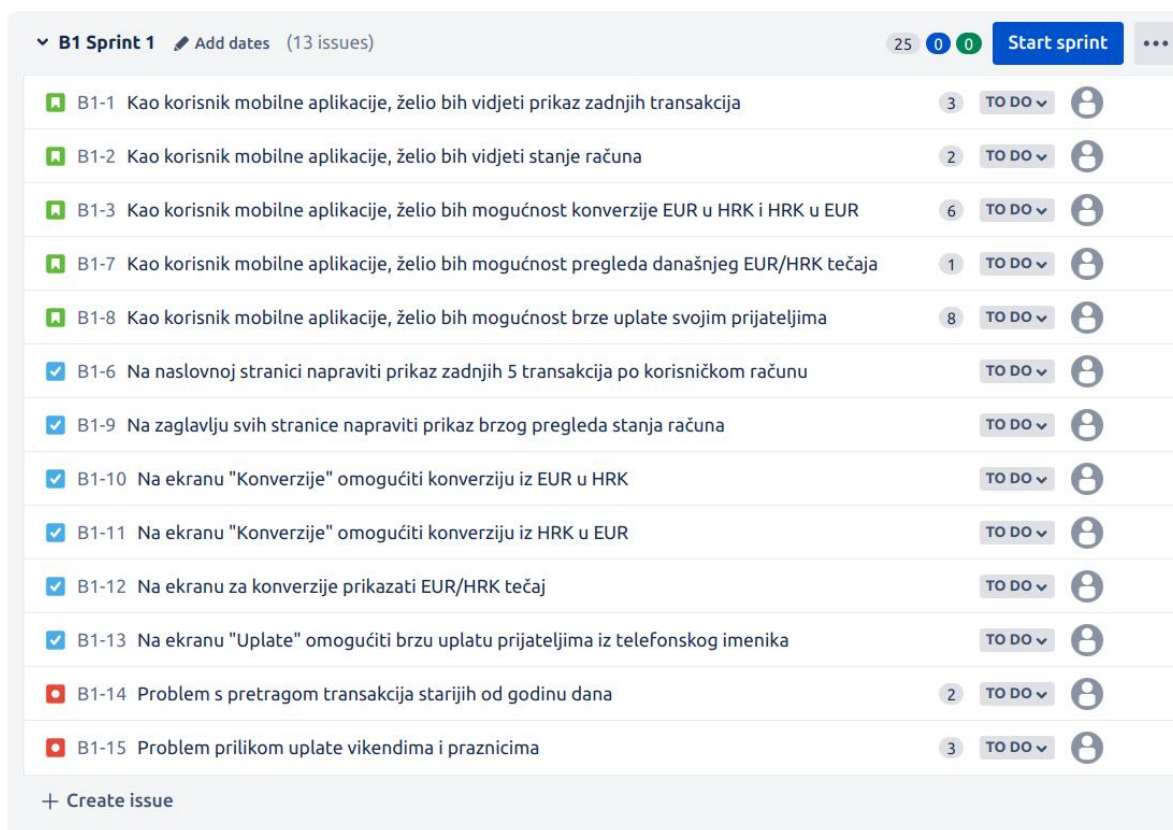 B1 Sprint 1 Add dates (13 issues) 25 0 0 Start sprint
B1-1 Kao korisnik mobilne aplikacije, želio bih vidjeti prikaz zadnjih transakcija 3 TO DO
B1-2 Kao korisnik mobilne aplikacije, želio bih vidjeti stanje računa 2 TO DO
B1-3 Kao korisnik mobilne aplikacije, želio bih mogućnost konverzije EUR u HRK i HRK u EUR 6 TO DO
B1-7 Kao korisnik mobilne aplikacije, želio bih mogućnost pregleda današnjeg EUR/HRK tečaja 1 TO DO
B1-8 Kao korisnik mobilne aplikacije, želio bih mogućnost brze uplate svojim prijateljima 8 TO DO
B1-6 Na naslovnoj stranici napraviti prikaz zadnjih 5 transakcija po korisničkom računu TO DO
B1-9 Na zaglavlju svih stranice napraviti prikaz brzog pregleda stanja računa TO DO
B1-10 Na ekranu "Konverzije" omogućiti konverziju iz EUR u HRK TO DO
B1-11 Na ekranu "Konverzije" omogućiti konverziju iz HRK u EUR TO DO
B1-12 Na ekranu za konverzije prikazati EUR/HRK tečaj TO DO
B1-13 Na ekranu "Uplate" omogućiti brzu uplatu prijateljima iz telefonskog imenika TO DO
B1-14 Problem s pretragom transakcija starijih od godinu dana 2 TO DO
B1-15 Problem prilikom uplate vikendima i praznicima 3 TO DO
+ Create issue